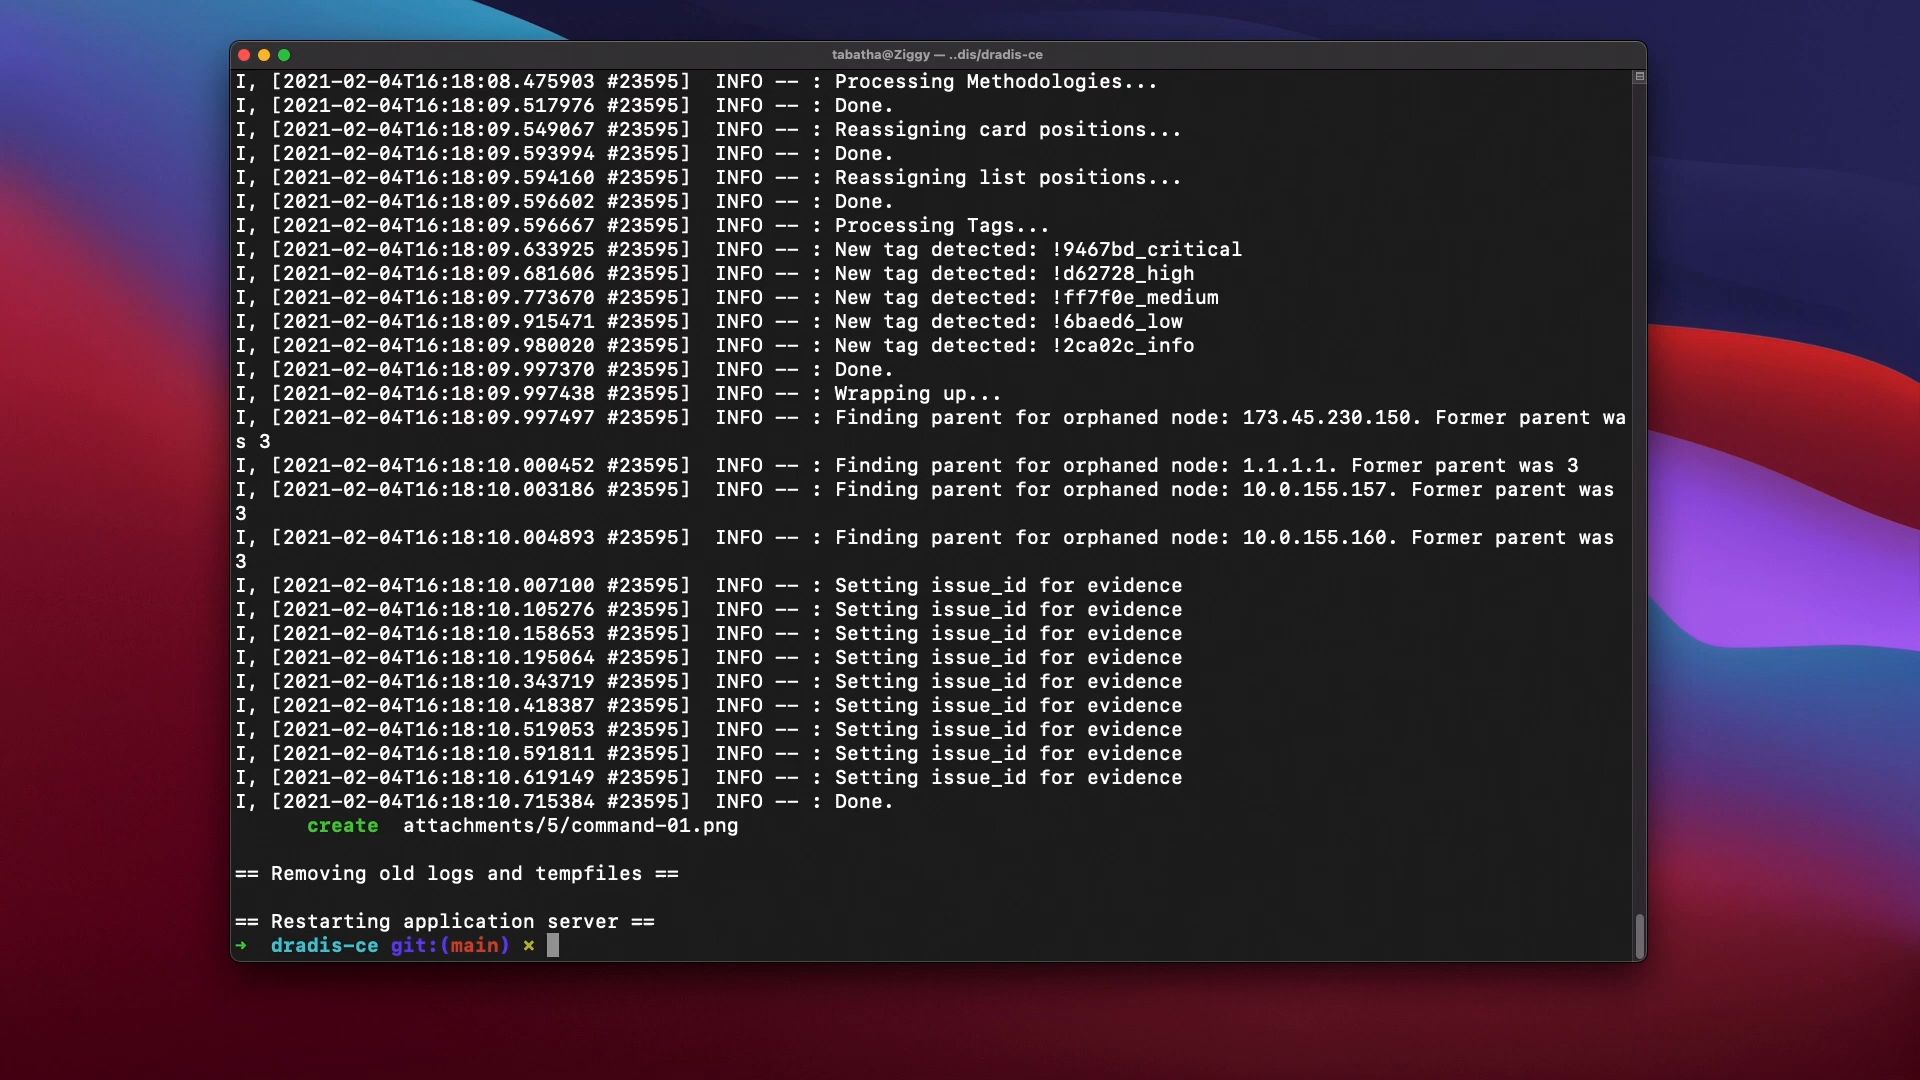 tabatha@Ziggy — ..dis/dradis-ce
I, [2021-02-04T16:18:08.475903 #23595]  INFO -- : Processing Methodologies...
I, [2021-02-04T16:18:09.517976 #23595]  INFO -- : Done.
I, [2021-02-04T16:18:09.549067 #23595]  INFO -- : Reassigning card positions...
I, [2021-02-04T16:18:09.593994 #23595]  INFO -- : Done.
I, [2021-02-04T16:18:09.594160 #23595]  INFO -- : Reassigning list positions...
I, [2021-02-04T16:18:09.596602 #23595]  INFO -- : Done.
I, [2021-02-04T16:18:09.596667 #23595]  INFO -- : Processing Tags...
I, [2021-02-04T16:18:09.633925 #23595]  INFO -- : New tag detected: !9467bd_critical
I, [2021-02-04T16:18:09.681606 #23595]  INFO -- : New tag detected: !d62728_high
I, [2021-02-04T16:18:09.773670 #23595]  INFO -- : New tag detected: !ff7f0e_medium
I, [2021-02-04T16:18:09.915471 #23595]  INFO -- : New tag detected: !6baed6_low
I, [2021-02-04T16:18:09.980020 #23595]  INFO -- : New tag detected: !2ca02c_info
I, [2021-02-04T16:18:09.997370 #23595]  INFO -- : Done.
I, [2021-02-04T16:18:09.997438 #23595]  INFO -- : Wrapping up...
I, [2021-02-04T16:18:09.997497 #23595]  INFO -- : Finding parent for orphaned node: 173.45.230.150. Former parent wa
s 3
I, [2021-02-04T16:18:10.000452 #23595]  INFO -- : Finding parent for orphaned node: 1.1.1.1. Former parent was 3
I, [2021-02-04T16:18:10.003186 #23595]  INFO -- : Finding parent for orphaned node: 10.0.155.157. Former parent was
3
I, [2021-02-04T16:18:10.004893 #23595]  INFO -- : Finding parent for orphaned node: 10.0.155.160. Former parent was
3
I, [2021-02-04T16:18:10.007100 #23595]  INFO -- : Setting issue_id for evidence
I, [2021-02-04T16:18:10.105276 #23595]  INFO -- : Setting issue_id for evidence
I, [2021-02-04T16:18:10.158653 #23595]  INFO -- : Setting issue_id for evidence
I, [2021-02-04T16:18:10.195064 #23595]  INFO -- : Setting issue_id for evidence
I, [2021-02-04T16:18:10.343719 #23595]  INFO -- : Setting issue_id for evidence
I, [2021-02-04T16:18:10.418387 #23595]  INFO -- : Setting issue_id for evidence
I, [2021-02-04T16:18:10.519053 #23595]  INFO -- : Setting issue_id for evidence
I, [2021-02-04T16:18:10.591811 #23595]  INFO -- : Setting issue_id for evidence
I, [2021-02-04T16:18:10.619149 #23595]  INFO -- : Setting issue_id for evidence
I, [2021-02-04T16:18:10.715384 #23595]  INFO -- : Done.
      create  attachments/5/command-01.png
== Removing old logs and tempfiles ==
== Restarting application server ==
➜  dradis-ce git:(main) ✗